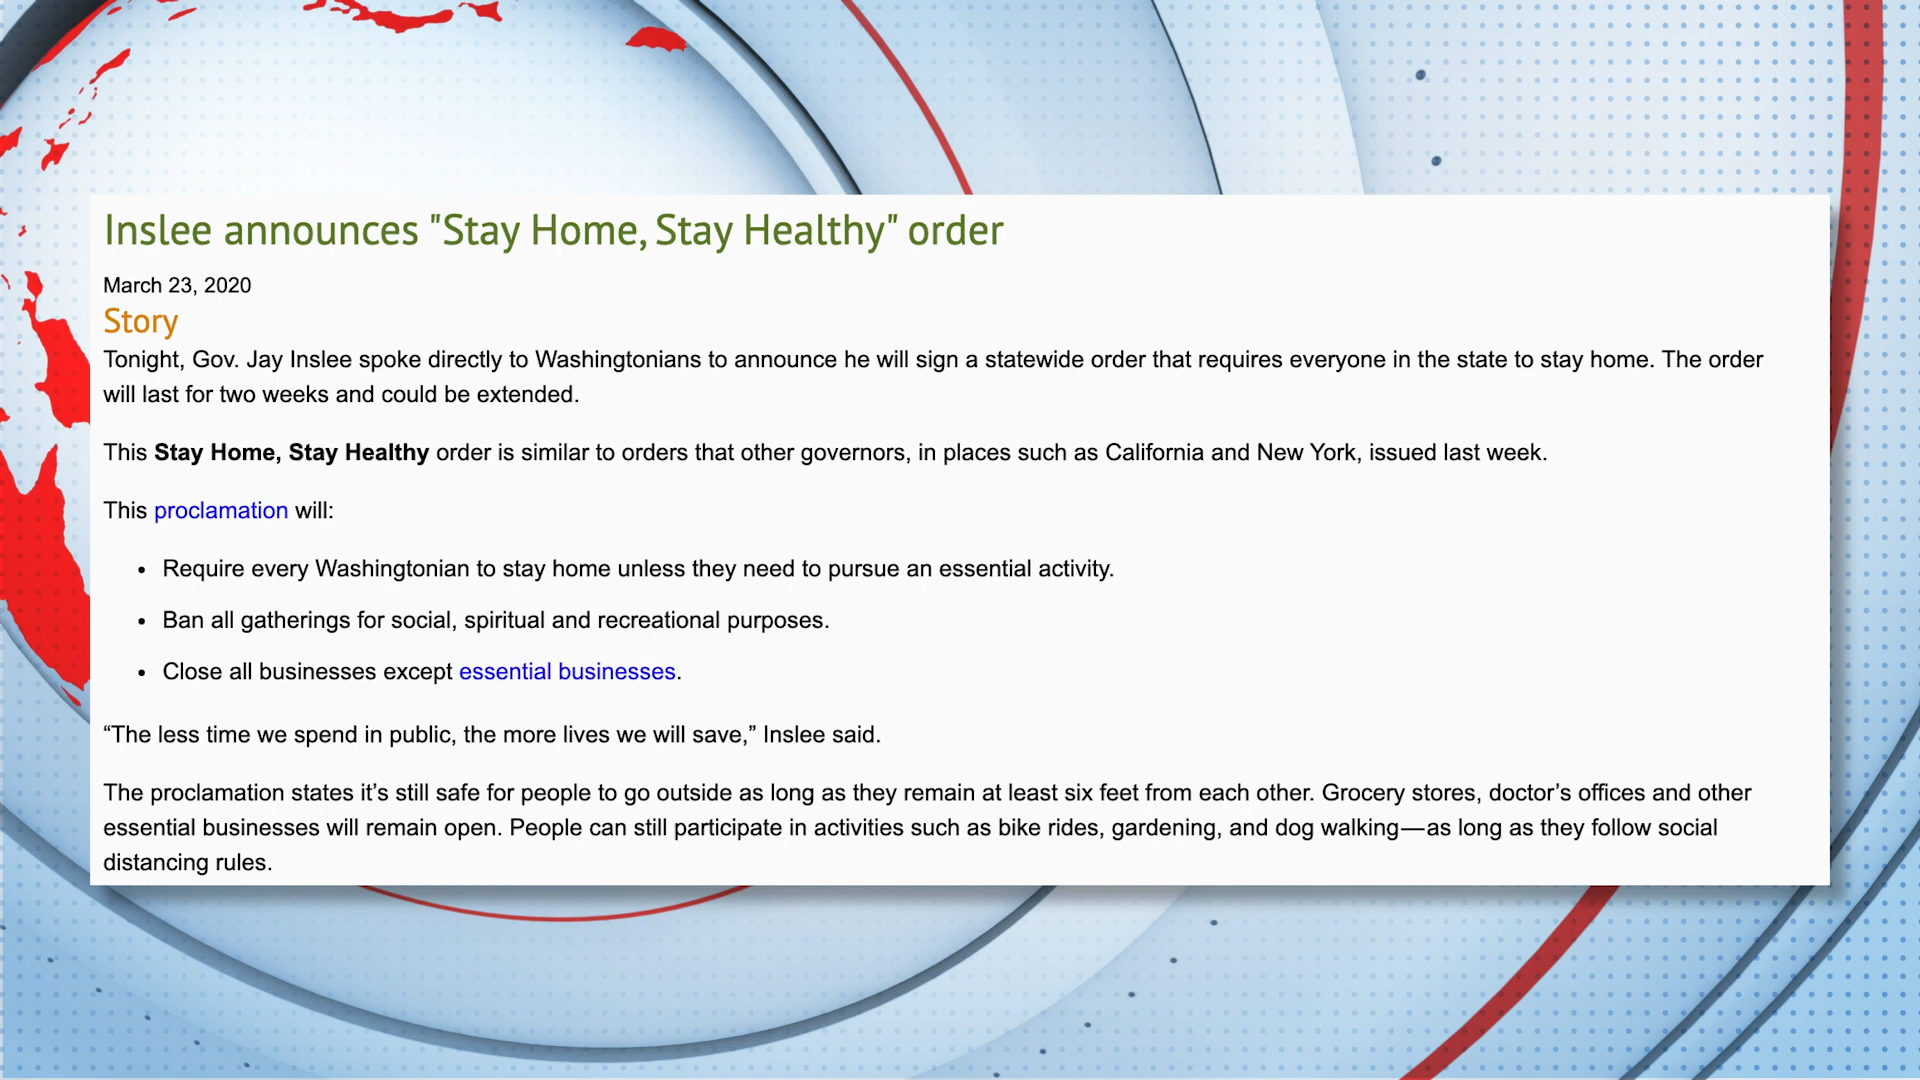 Inslee announces "Stay Home, Stay Healthy" order
March 23, 2020
Story
Tonight, Gov. Jay Inslee spoke directly to Washingtonians to announce he will sign a statewide order that requires everyone in the state to stay home. The order
will last for two weeks and could be extended.
This Stay Home, Stay Healthy order is similar to orders that other governors, in places such as California and New York, issued last week.
This proclamation will:
• Require every Washingtonian to stay home unless they need to pursue an essential activity.
• Ban all gatherings for social, spiritual and recreational purposes.
• Close all businesses except essential businesses.
“The less time we spend in public, the more lives we will save,” Inslee said.
The proclamation states it’s still safe for people to go outside as long as they remain at least six feet from each other. Grocery stores, doctor’s offices and other
essential businesses will remain open. People can still participate in activities such as bike rides, gardening, and dog walking—as long as they follow social
distancing rules.